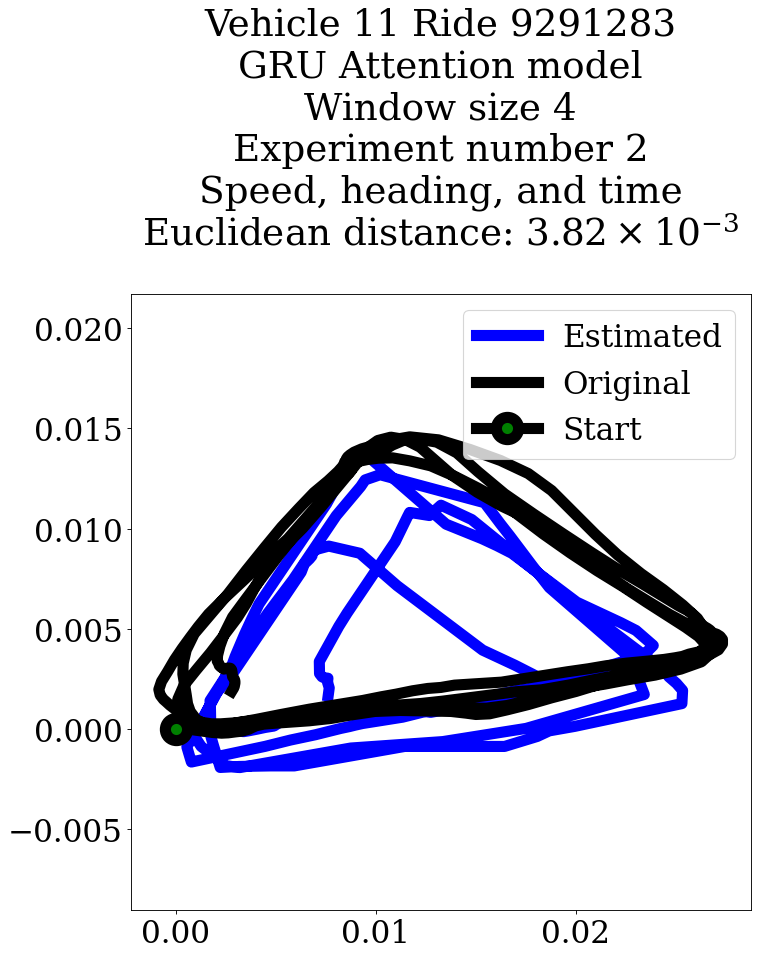 Vehicle 11 Ride 9291283
GRU Attention model
Window size 4
Experiment number 2
Speed, heading, and time
Euclidean distance: 3.82 × 10⁻³
Estimated
Original
Start
0.020
0.015
0.010
0.005
0.000
−0.005
0.00 0.01 0.02